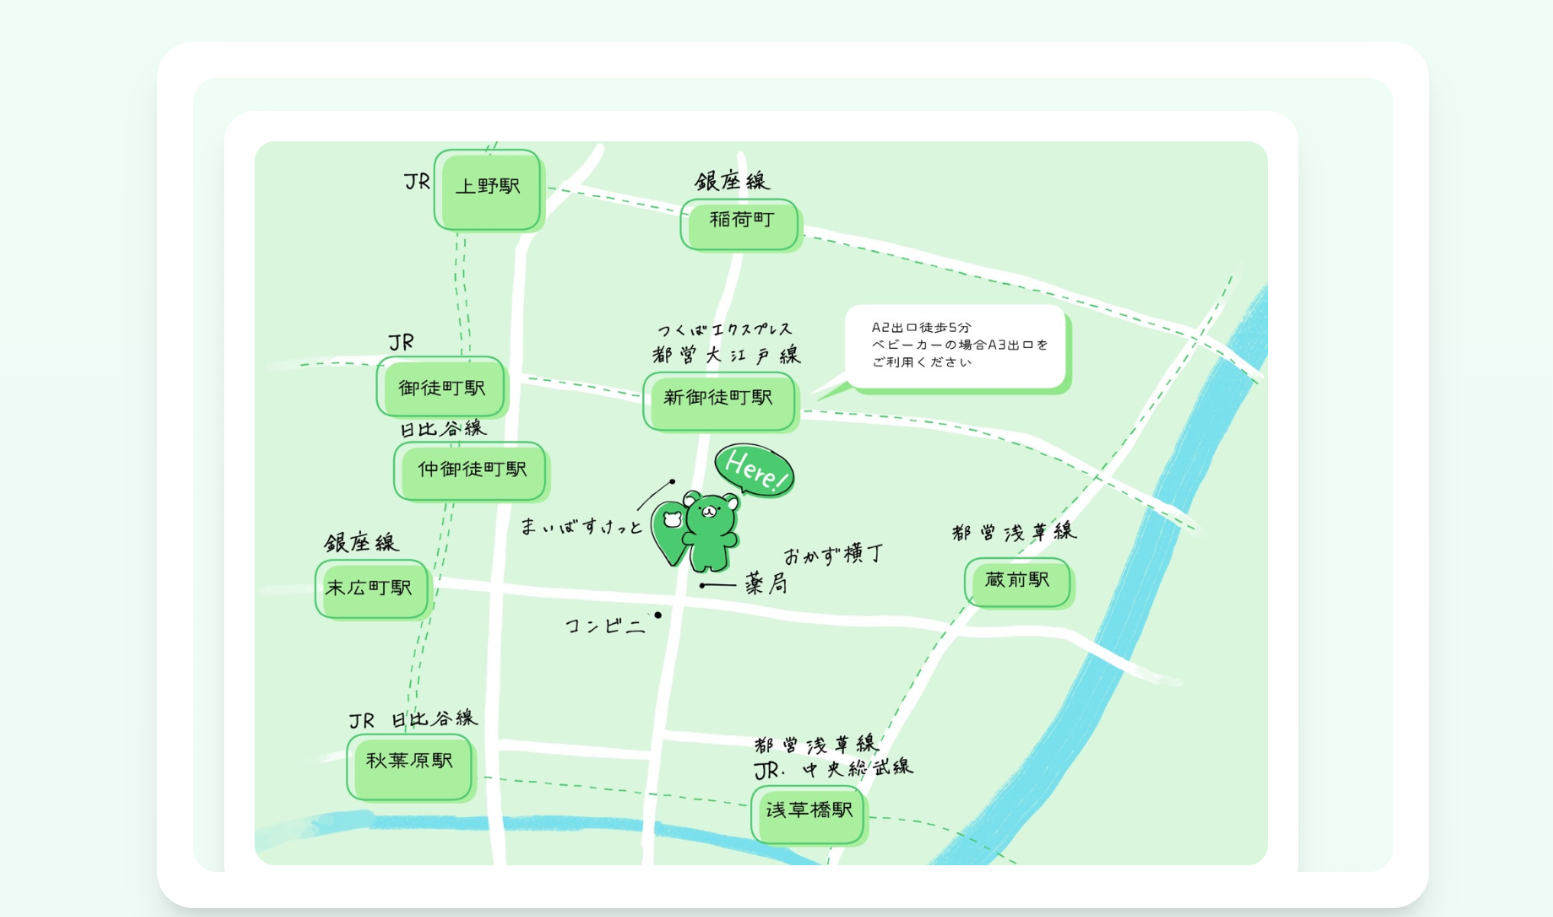 JR
上野駅
銀座線
稲荷町
つくばエクスプレス
都営大江戸線
新御徒町駅
A2出口徒歩5分
ベビーカーの場合A3出口を
ご利用ください
JR
御徒町駅
日比谷線
仲御徒町駅
Here!
まいばすけっと
おかず横丁
薬局
コンビニ
都営浅草線
蔵前駅
銀座線
末広町駅
JR 日比谷線
秋葉原駅
都営浅草線
JR. 中央総武線
浅草橋駅